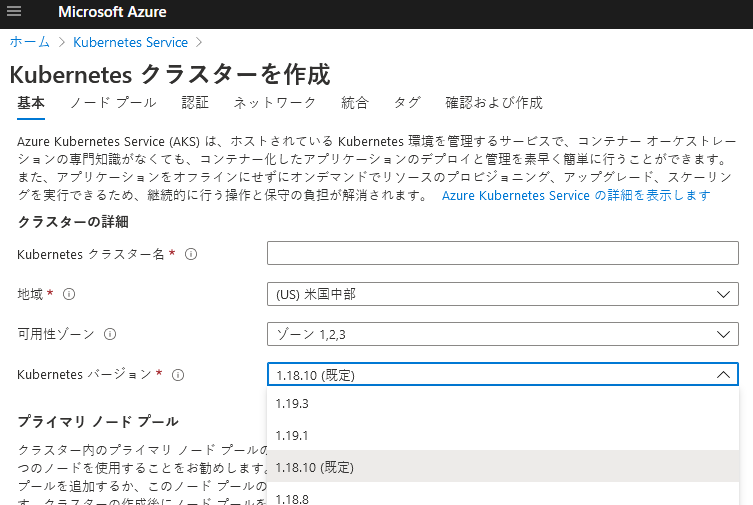 Microsoft Azure
ホーム > Kubernetes Service >
Kubernetes クラスターを作成
基本 ノード プール 認証 ネットワーク 統合 タグ 確認および作成
Azure Kubernetes Service (AKS) は、ホストされている Kubernetes 環境を管理するサービスで、コンテナー オーケストレー
ションの専門知識がなくても、コンテナー化したアプリケーションのデプロイと管理を素早く簡単に行うことができます。
また、アプリケーションをオフラインにせずにオンデマンドでリソースのプロビジョニング、アップグレード、スケーリン
グを実行できるため、継続的に行う操作と保守の負担が解消されます。 Azure Kubernetes Service の詳細を表示します
クラスターの詳細
Kubernetes クラスター名 *
地域 * (US) 米国中部
可用性ゾーン ゾーン 1,2,3
Kubernetes バージョン * 1.18.10 (既定)
1.19.3
1.19.1
1.18.10 (既定)
1.18.8
プライマリ ノード プール
クラスター内のプライマリ ノード プールの
つのノードを使用することをお勧めします。
プールを追加するか、このノード プールの
す。クラスターの作成後にノード プールを